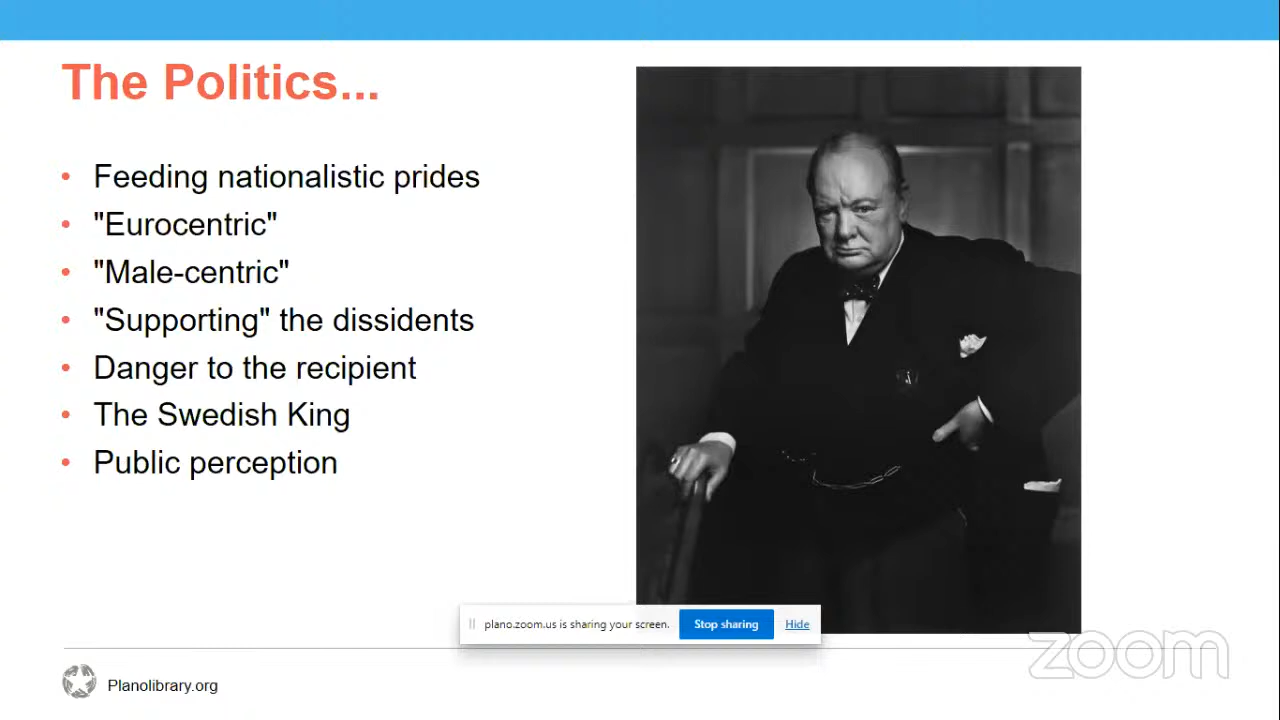 The Politics...
• Feeding nationalistic prides
• "Eurocentric"
• "Male-centric"
• "Supporting" the dissidents
• Danger to the recipient
• The Swedish King
• Public perception
plano.zoom.us is sharing your screen. Stop sharing Hide
zoom
Planolibrary.org